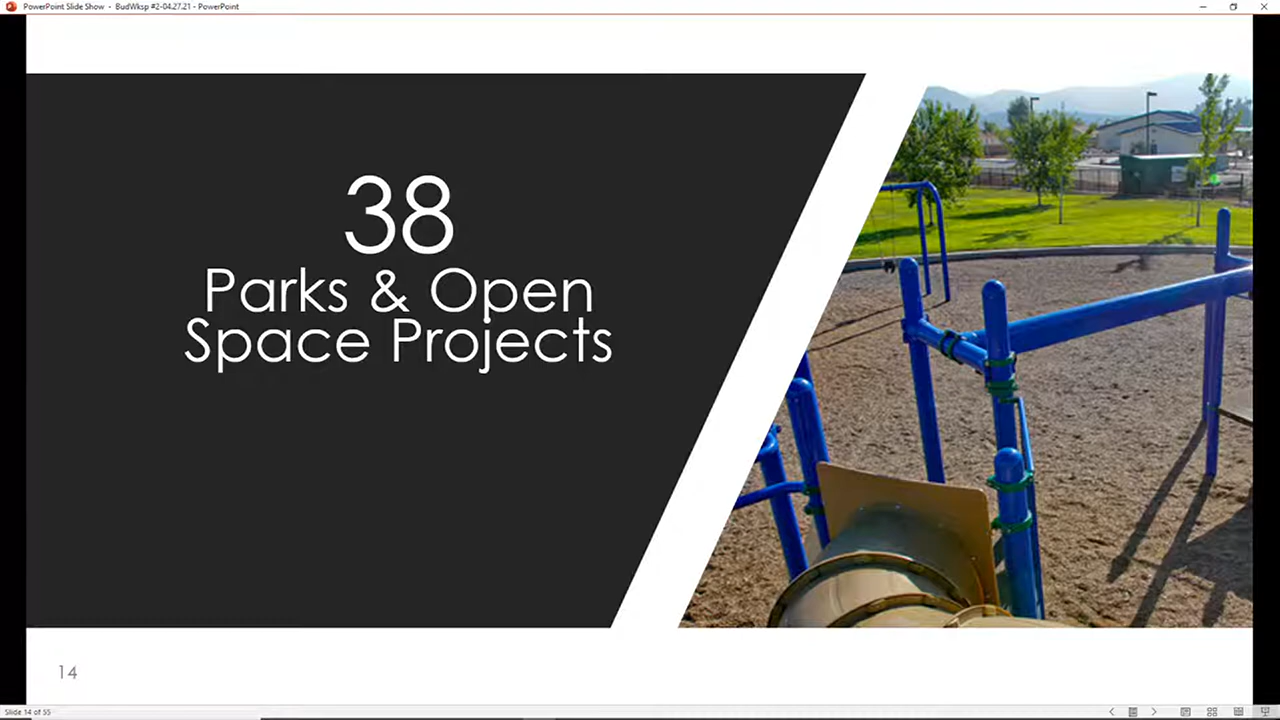 PowerPoint Slide Show - BudWksp #2-04.27.21 - PowerPoint
38
Parks & Open
Space Projects
14
Slide 14 of 55